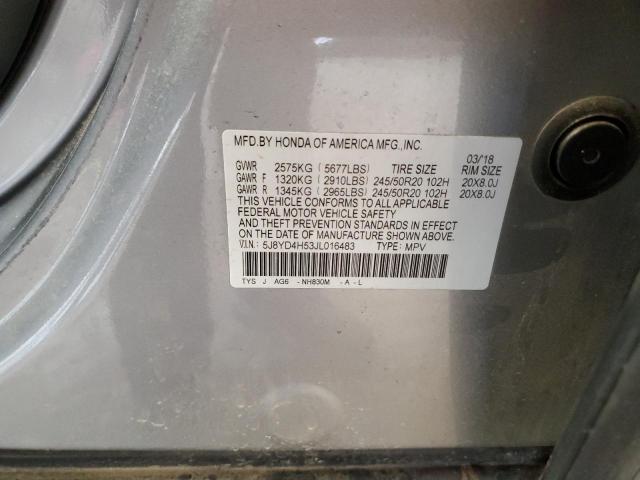 MFD.BY HONDA OF AMERICA MFG.,INC. 03/18
GVWR 2575KG ( 5677LBS) TIRE SIZE RIM SIZE
GAWR F 1320KG ( 2910LBS) 245/50R20 102H 20X8.0J
GAWR R 1345KG ( 2965LBS) 245/50R20 102H 20X8.0J
THIS VEHICLE CONFORMS TO ALL APPLICABLE
FEDERAL MOTOR VEHICLE SAFETY
AND THEFT PREVENTION STANDARDS IN EFFECT
ON THE DATE OF MANUFACTURE SHOWN ABOVE.
V.I.N.: 5J8YD4H53JL016483 TYPE: MPV
TYS J AG6 -NH830M -A-L